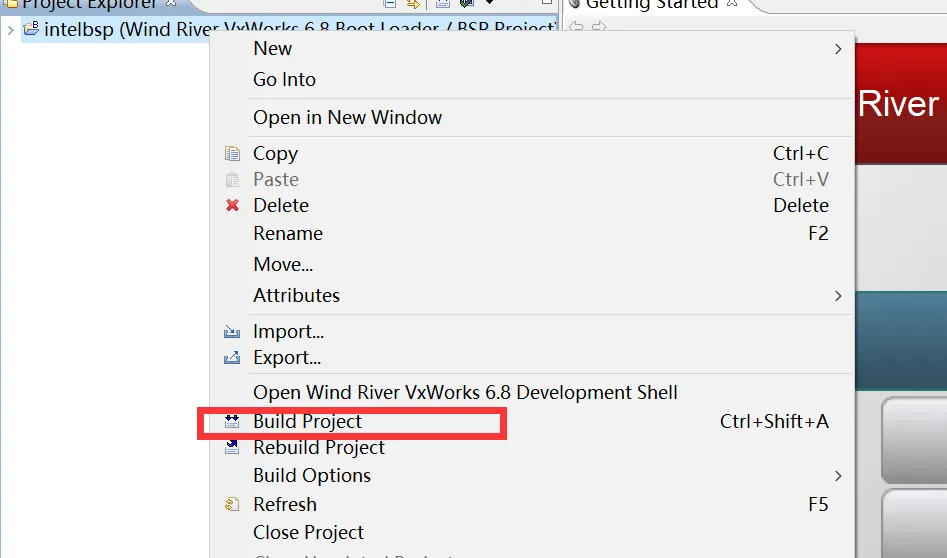 Project Explorer
Getting Started
intelbsp (Wind River VxWorks 6.8 Boot Loader / BSP Project)
River
New
Go Into
Open in New Window
Copy Ctrl+C
Paste Ctrl+V
Delete Delete
Rename F2
Move...
Attributes
Import...
Export...
Open Wind River VxWorks 6.8 Development Shell
Build Project Ctrl+Shift+A
Rebuild Project
Build Options
Refresh F5
Close Project